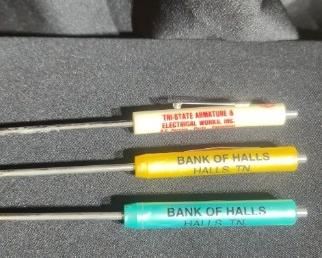 TRI-STATE ARMATURE &
ELECTRICAL WORKS, INC.
BANK OF HALLS
HALLS, TN.
BANK OF HALLS
HALLS, TN.